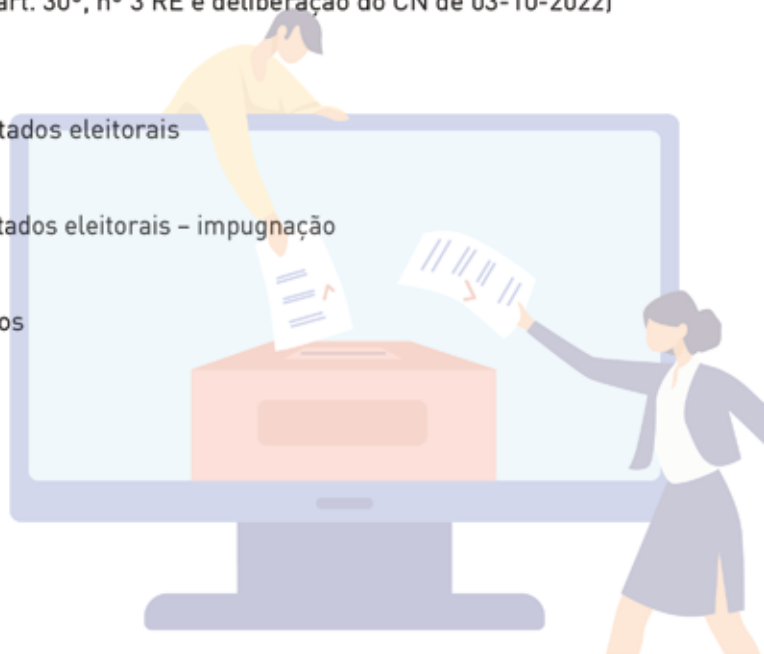 art. 30º, nº 3 RE e deliberação do CN de 03-10-2022)
tados eleitorais
tados eleitorais – impugnação
os